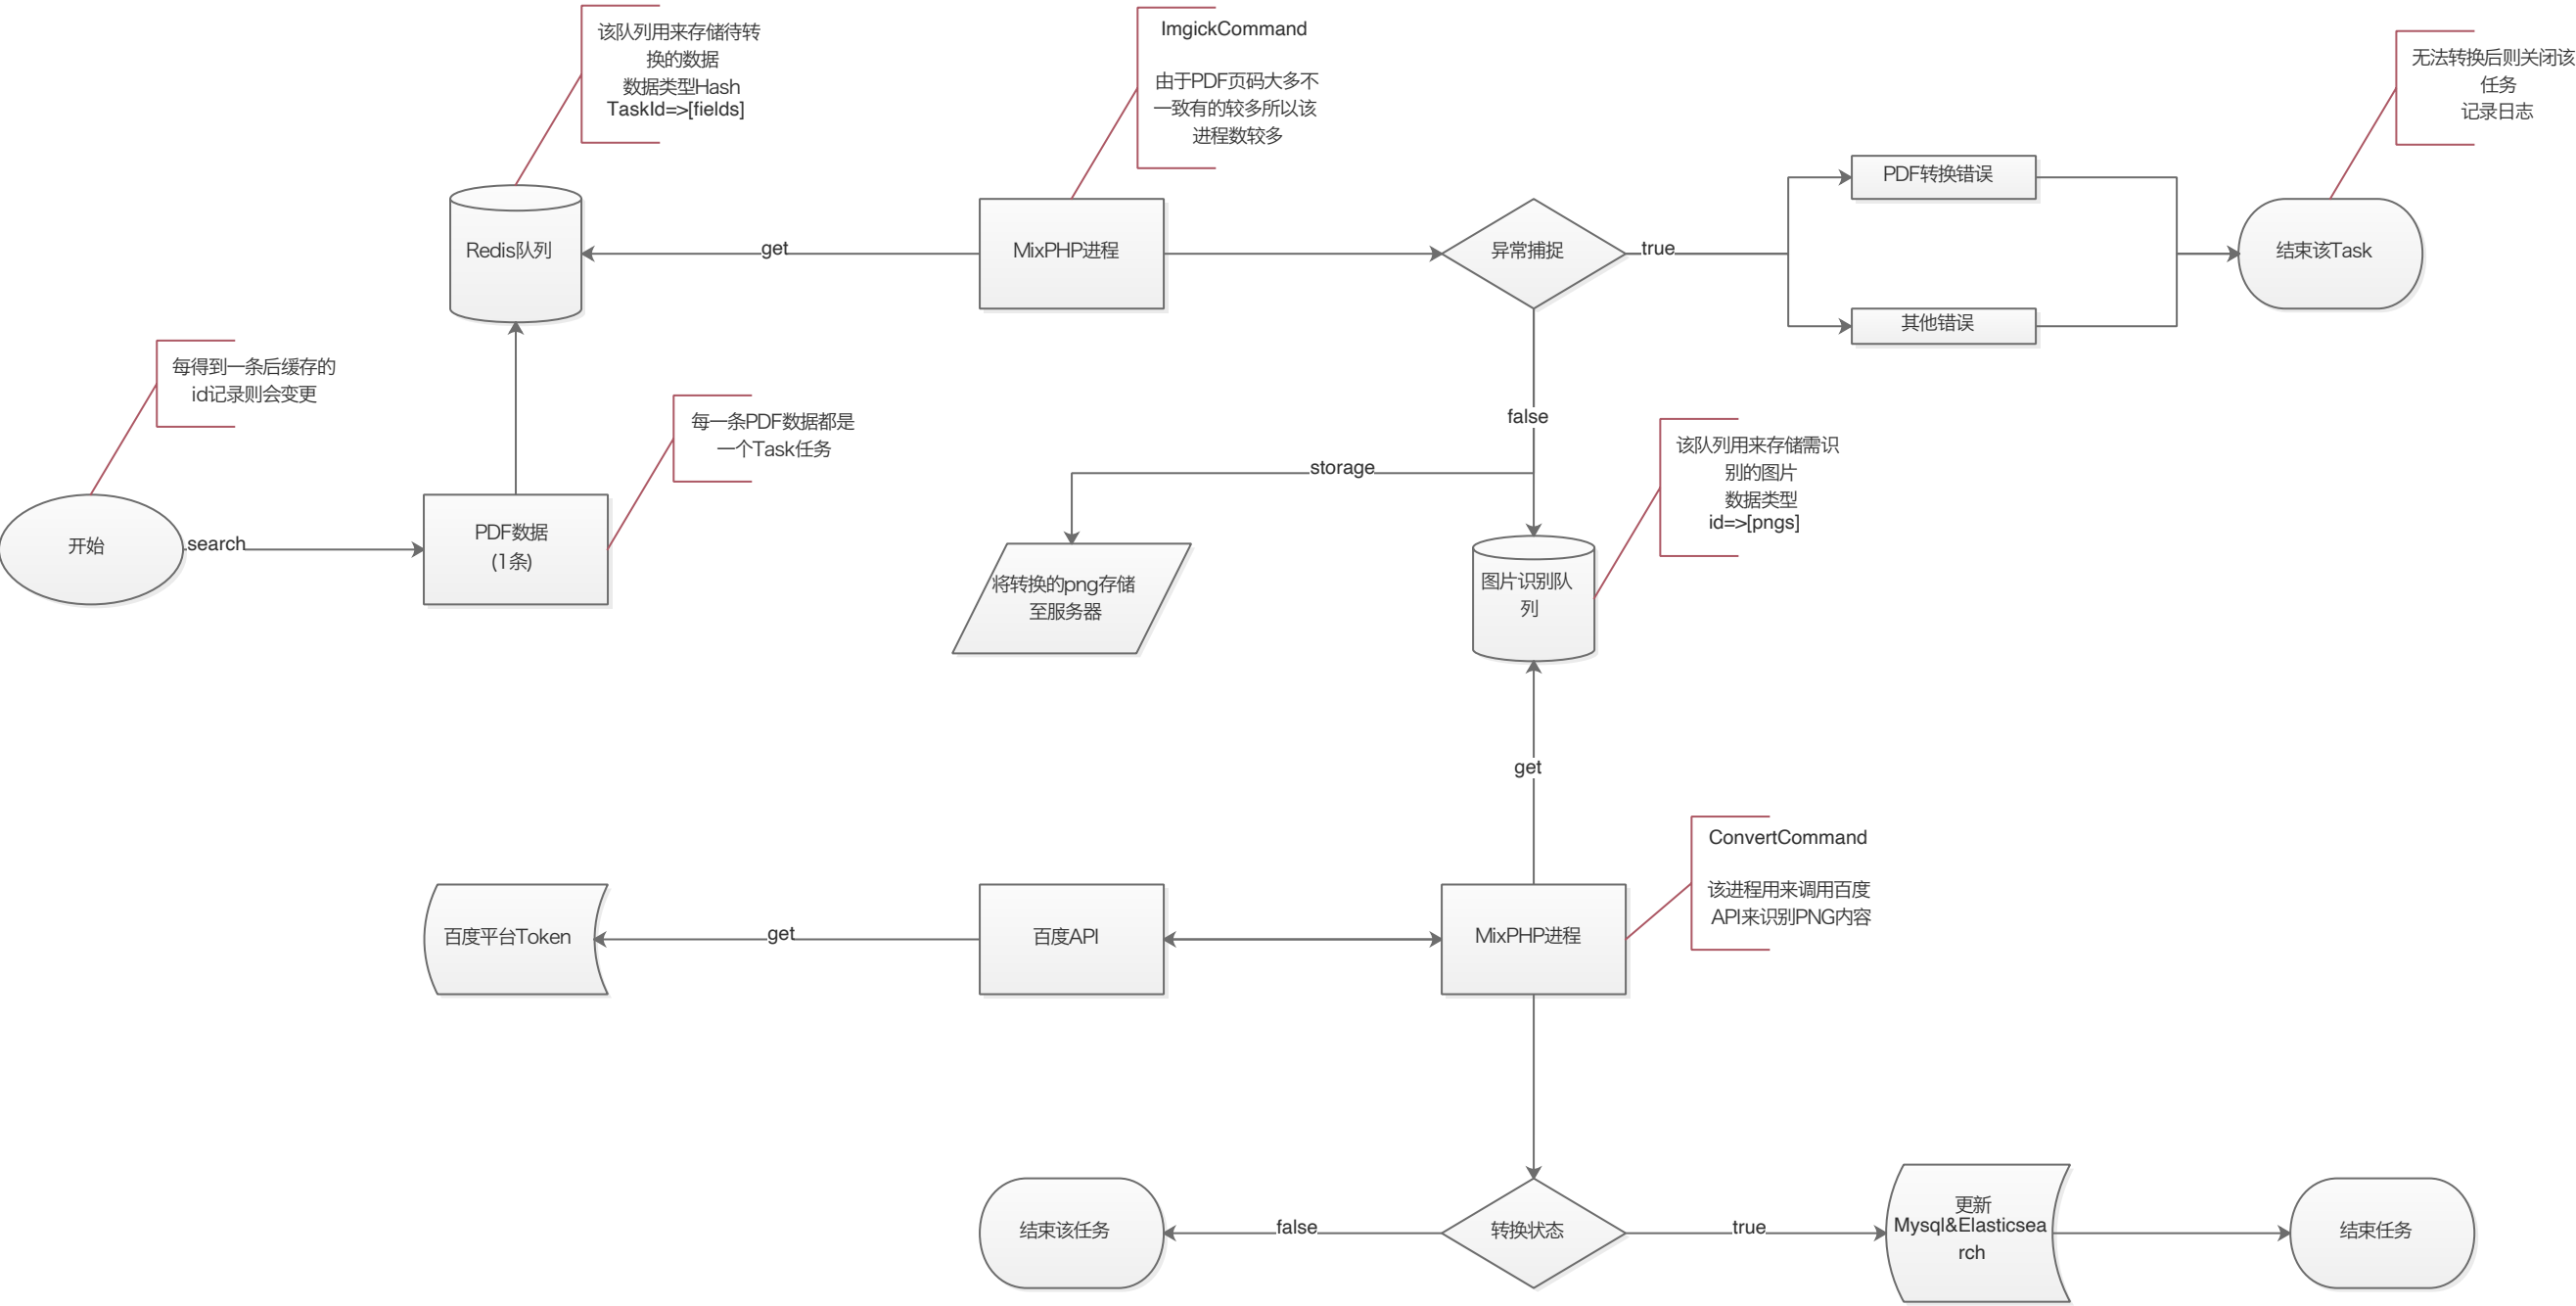 该队列用来存储待转
换的数据
数据类型Hash
TaskId=>[fields]
ImgickCommand
由于PDF页码大多不
一致有的较多所以该
进程数较多
无法转换后则关闭该
任务
记录日志
Redis队列
get
MixPHP进程
异常捕捉
true
PDF转换错误
其他错误
结束该Task
每得到一条后缓存的
id记录则会变更
每一条PDF数据都是
一个Task任务
false
storage
该队列用来存储需识
别的图片
数据类型
id=>[pngs]
开始
search
PDF数据
(1条)
将转换的png存储
至服务器
图片识别队
列
get
ConvertCommand
该进程用来调用百度
API来识别PNG内容
百度平台Token
get
百度API
MixPHP进程
结束该任务
false
转换状态
true
更新
Mysql&Elasticsea
rch
结束任务